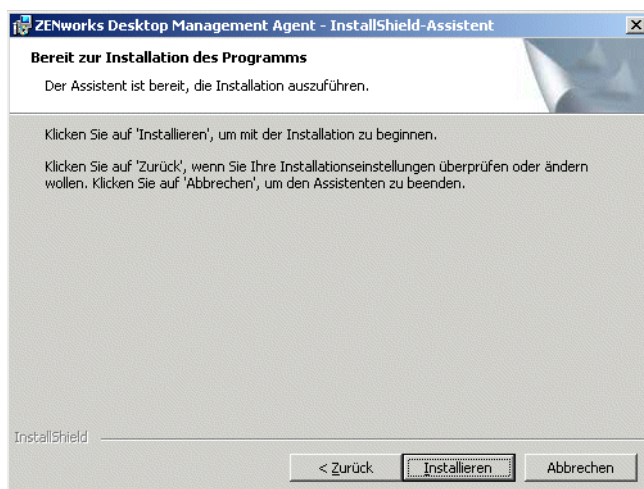 ZENworks Desktop Management Agent - InstallShield-Assistent
Bereit zur Installation des Programms
Der Assistent ist bereit, die Installation auszuführen.
Klicken Sie auf 'Installieren', um mit der Installation zu beginnen.
Klicken Sie auf 'Zurück', wenn Sie Ihre Installationseinstellungen überprüfen oder ändern
wollen. Klicken Sie auf 'Abbrechen', um den Assistenten zu beenden.
InstallShield
< Zurück
Installieren
Abbrechen